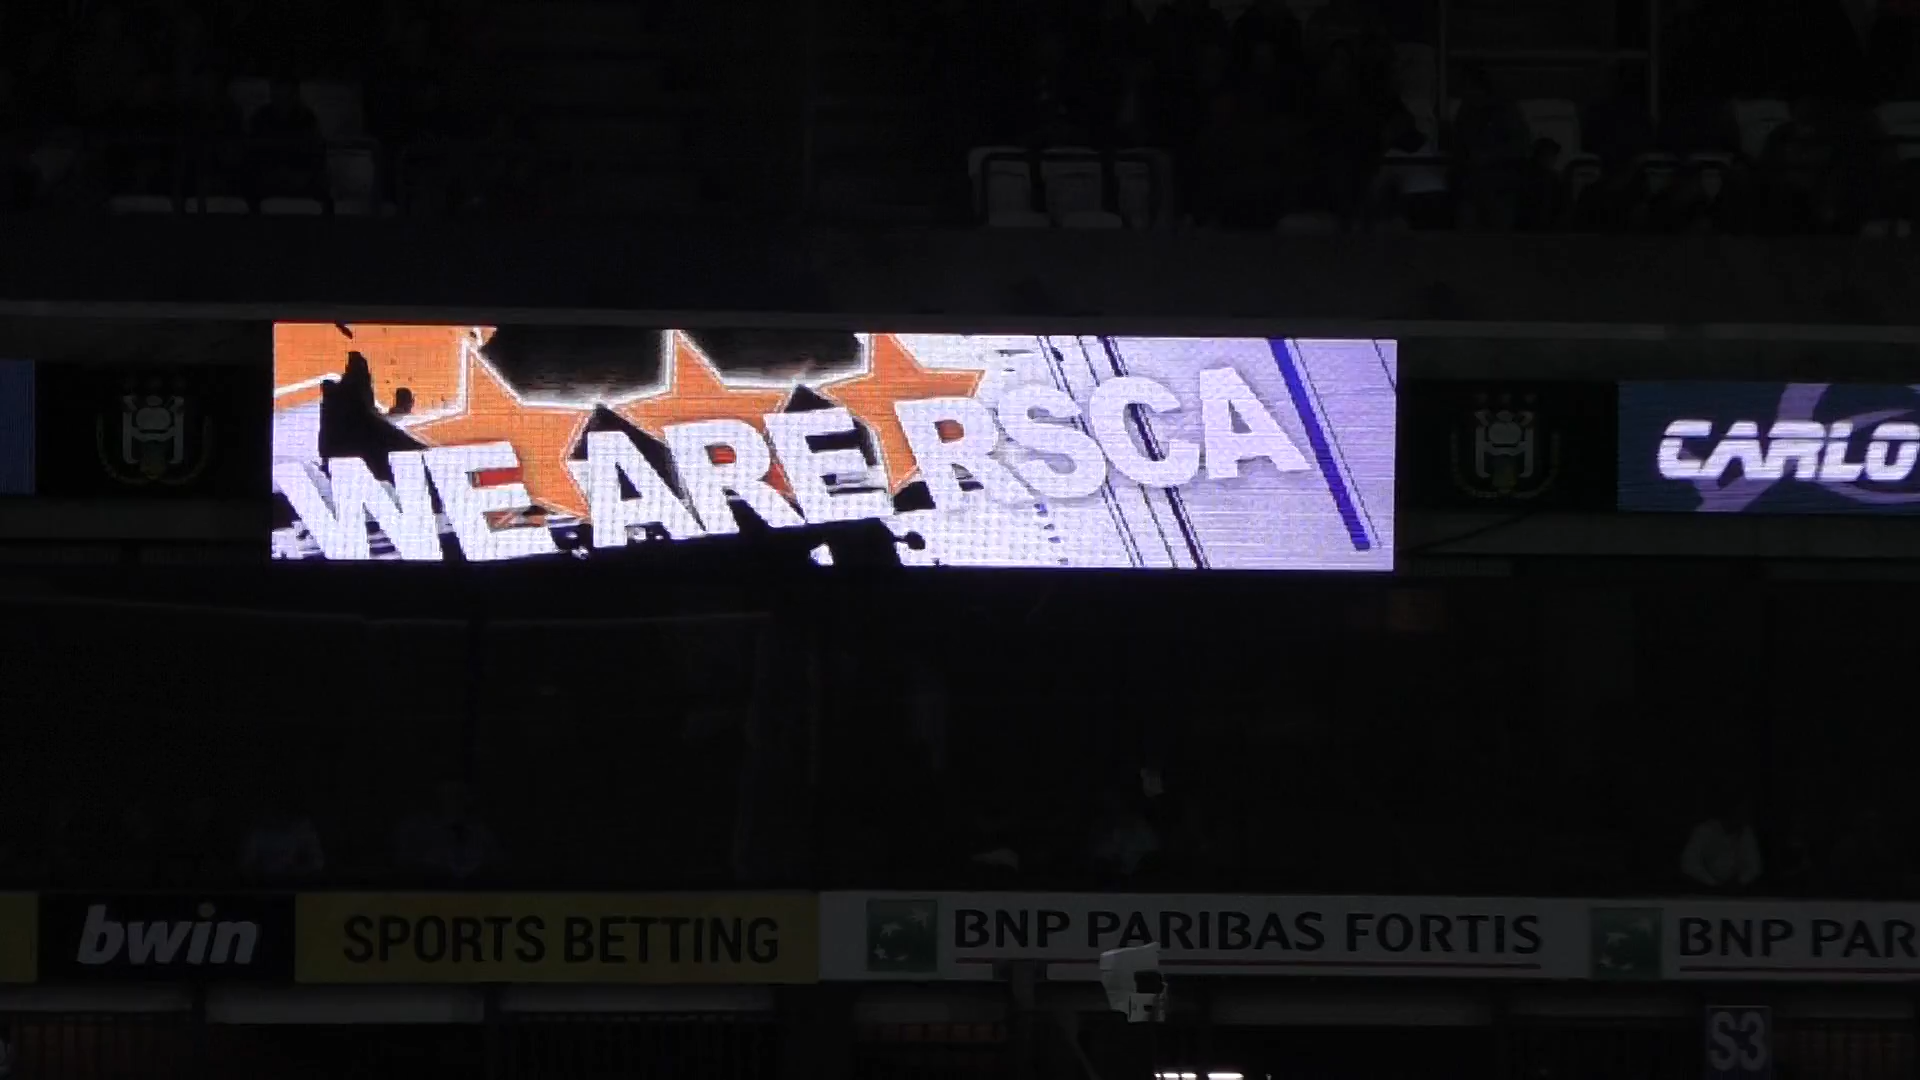 WE ARE RSCA
CARLO
bwin
SPORTS BETTING
BNP PARIBAS FORTIS
BNP PAR
S3